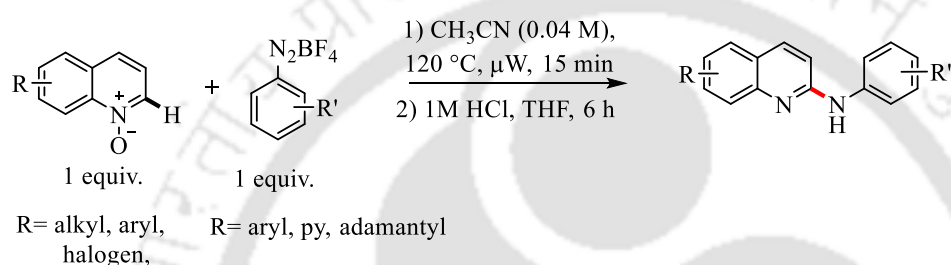 N₂BF₄
1) CH₃CN (0.04 M),
120 °C, μW, 15 min
2) 1M HCl, THF, 6 h
R
+
R'
N
+
H
O
−
R
N
N
H
R'
1 equiv.
1 equiv.
R= alkyl, aryl,
halogen,
R= aryl, py, adamantyl